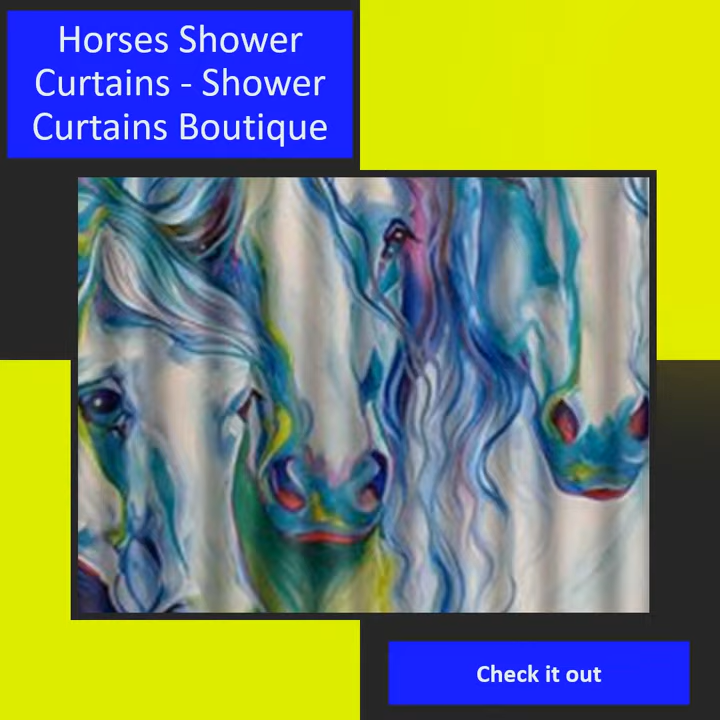 Horses Shower
Curtains - Shower
Curtains Boutique
Check it out